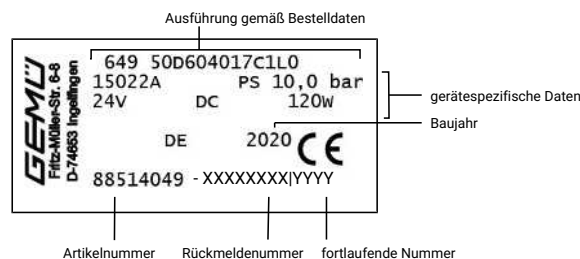 Ausführung gemäß Bestelldaten
GEMÜ
Fritz-Müller-Str. 6-8
D-74653 Ingelfingen
649 50D604017C1L0
15022A PS 10,0 bar
24V DC 120W
gerätespezifische Daten
Baujahr
DE 2020 CE
88514049 - XXXXXXXX|YYYY
Artikelnummer Rückmeldenummer fortlaufende Nummer